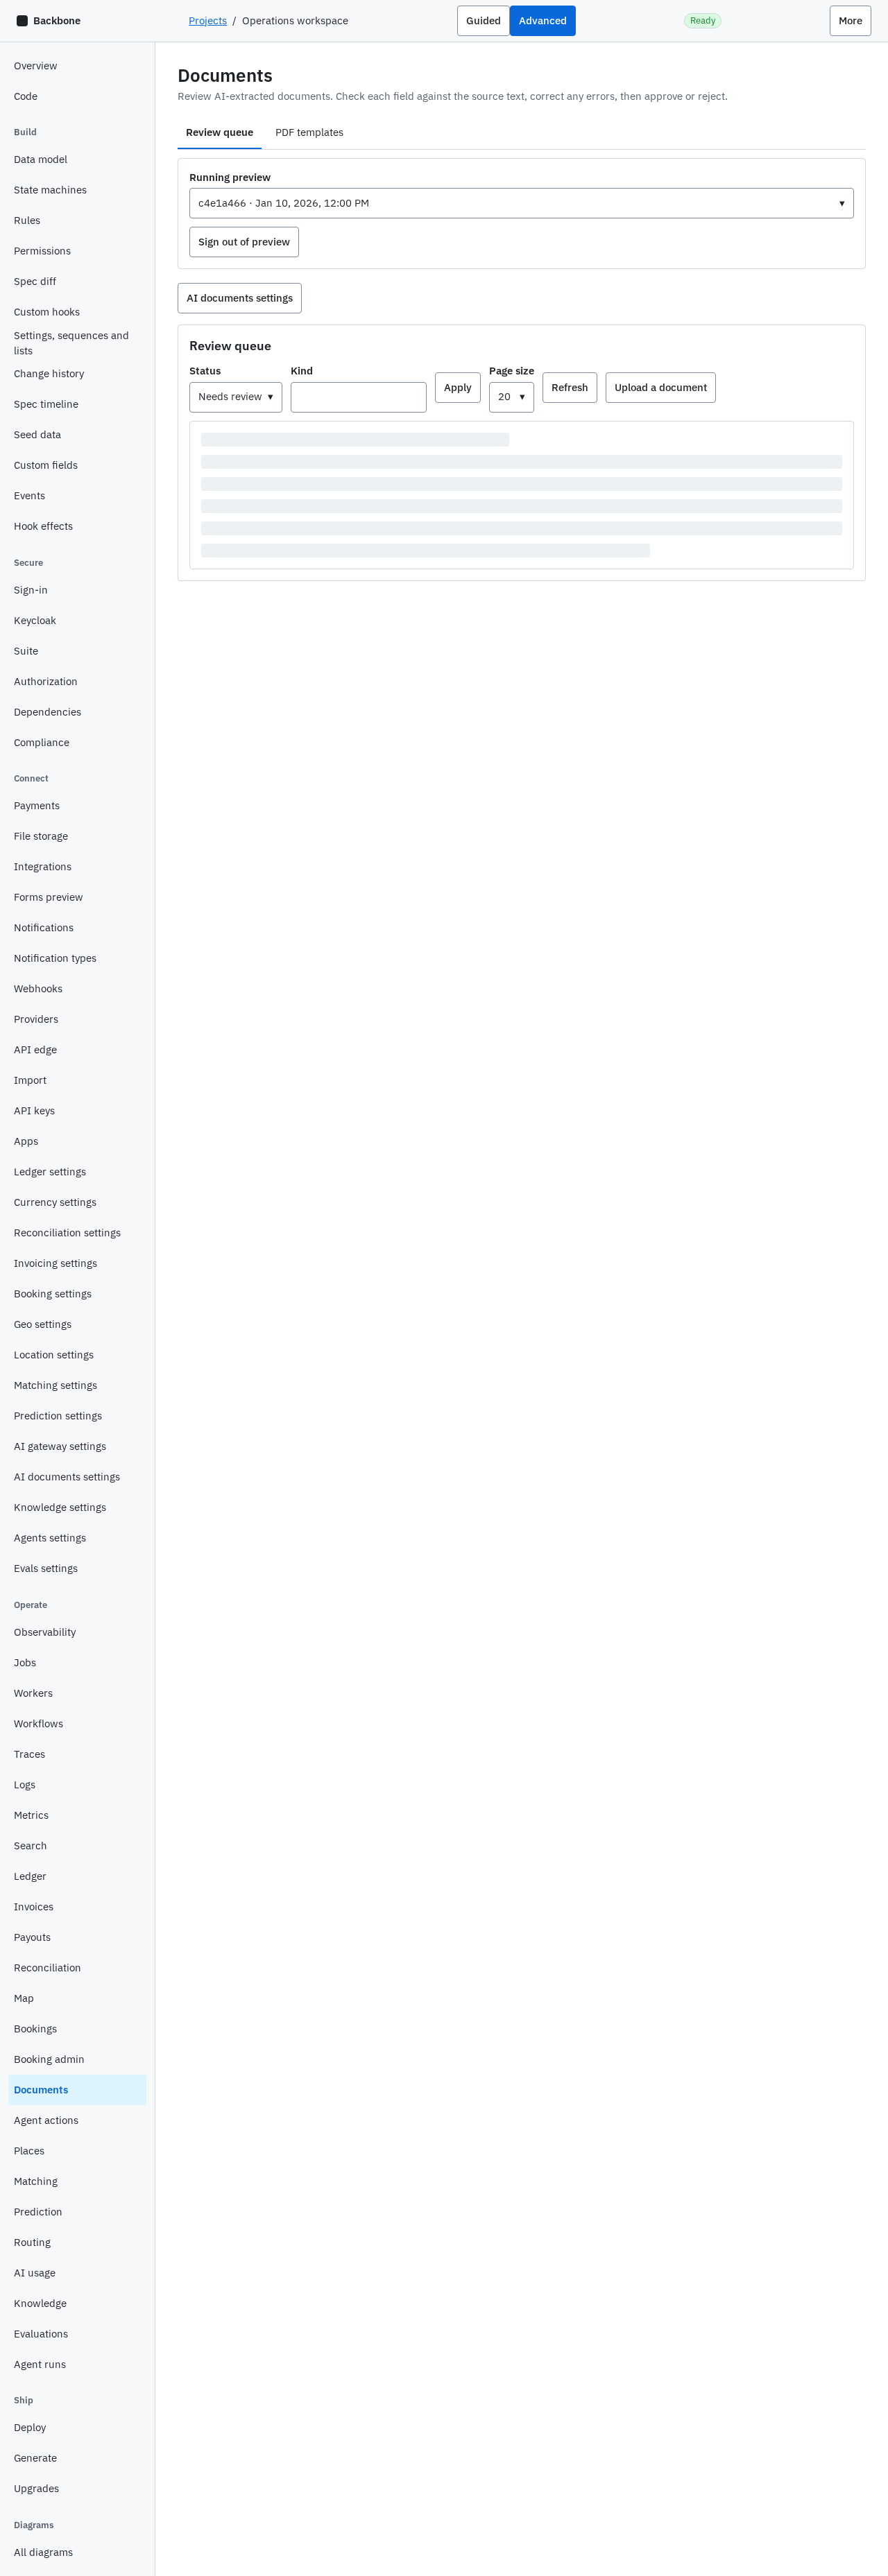 Backbone
Projects / Operations workspace
Guided
Advanced
Ready
More
Overview
Code
Build
Data model
State machines
Rules
Permissions
Spec diff
Custom hooks
Settings, sequences and
lists
Change history
Spec timeline
Seed data
Custom fields
Events
Hook effects
Secure
Sign-in
Keycloak
Suite
Authorization
Dependencies
Compliance
Connect
Payments
File storage
Integrations
Forms preview
Notifications
Notification types
Webhooks
Providers
API edge
Import
API keys
Apps
Ledger settings
Currency settings
Reconciliation settings
Invoicing settings
Booking settings
Geo settings
Location settings
Matching settings
Prediction settings
AI gateway settings
AI documents settings
Knowledge settings
Agents settings
Evals settings
Operate
Observability
Jobs
Workers
Workflows
Traces
Logs
Metrics
Search
Ledger
Invoices
Payouts
Reconciliation
Map
Bookings
Booking admin
Documents
Agent actions
Places
Matching
Prediction
Routing
AI usage
Knowledge
Evaluations
Agent runs
Ship
Deploy
Generate
Upgrades
Diagrams
All diagrams
Documents
Review AI-extracted documents. Check each field against the source text, correct any errors, then approve or reject.
Review queue
PDF templates
Running preview
c4e1a466 · Jan 10, 2026, 12:00 PM
Sign out of preview
AI documents settings
Review queue
Status
Needs review
Kind
Apply
Page size
20
Refresh
Upload a document